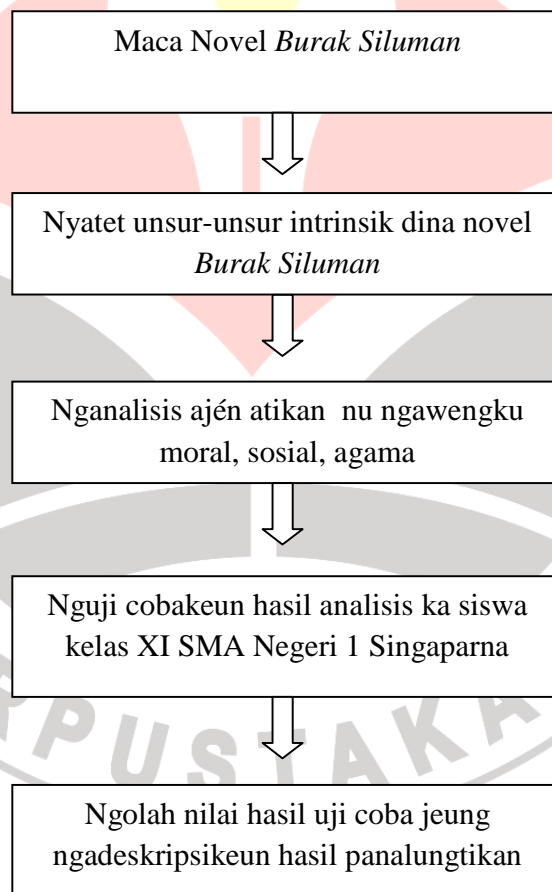 Maca Novel Burak Siluman
Nyatet unsur-unsur intrinsik dina novel
Burak Siluman
Nganalisis ajén atikan nu ngawengku
moral, sosial, agama
Nguji cobakeun hasil analisis ka siswa
kelas XI SMA Negeri 1 Singaparna
RPUSTAKA
Ngolah nilai hasil uji coba jeung
ngadeskripsikeun hasil panalungtikan